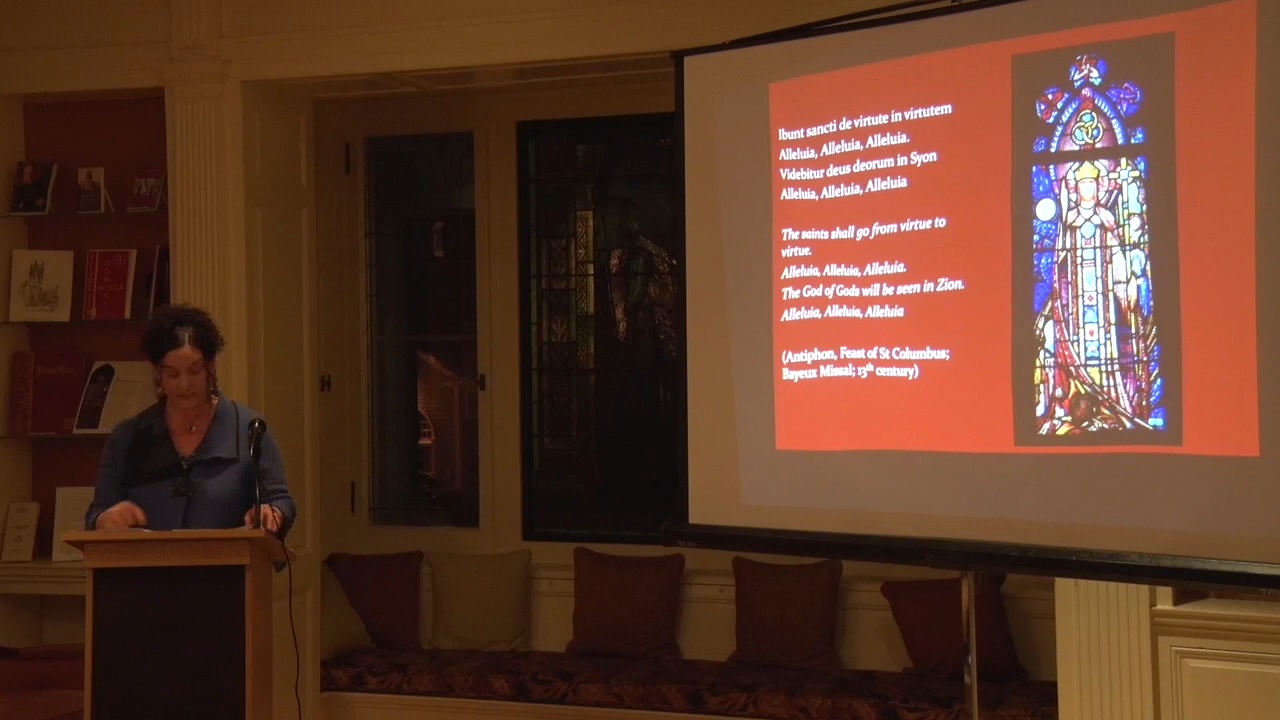 Ibunt sancti de virtute in virtutem
Alleluia, Alleluia, Alleluia.
Videbitur deus deorum in Syon
Alleluia, Alleluia, Alleluia
The saints shall go from virtue to
virtue.
Alleluia, Alleluia, Alleluia.
The God of Gods will be seen in Zion.
Alleluia, Alleluia, Alleluia
(Antiphon, Feast of St Columbus;
Bayeux Missal; 13th century)